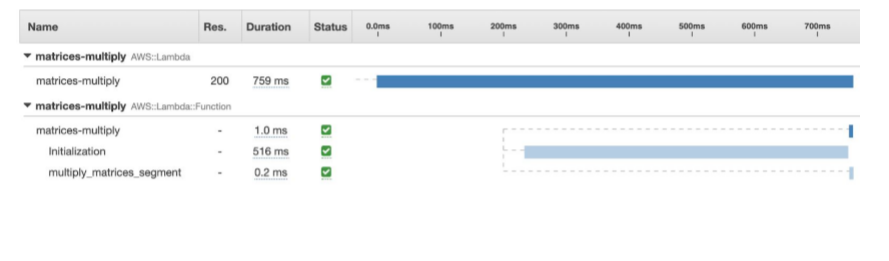 Name Res. Duration Status 0.0ms 100ms 200ms 300ms 400ms 500ms 600ms 700ms
matrices-multiply AWS::Lambda
matrices-multiply 200 759 ms
matrices-multiply AWS::Lambda::Function
matrices-multiply - 1.0 ms
Initialization - 516 ms
multiply_matrices_segment - 0.2 ms